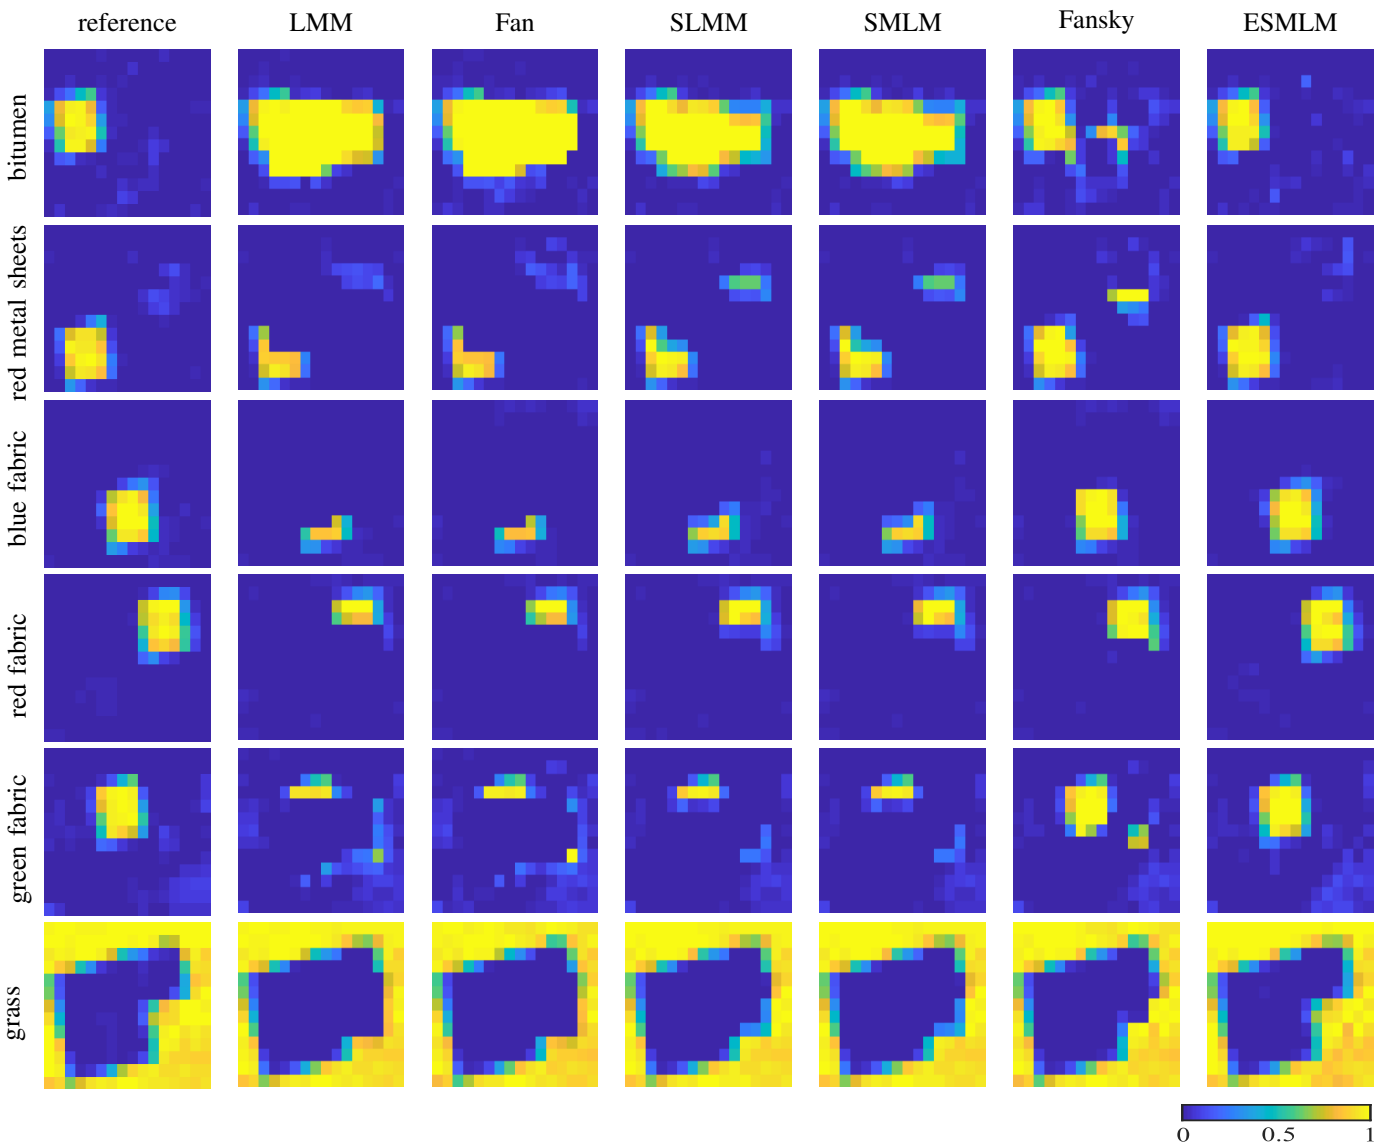 reference LMM Fan SLMM SMLM Fansky ESMLM
bitumen
red metal sheets
blue fabric
red fabric
green fabric
grass
0 0.5 1